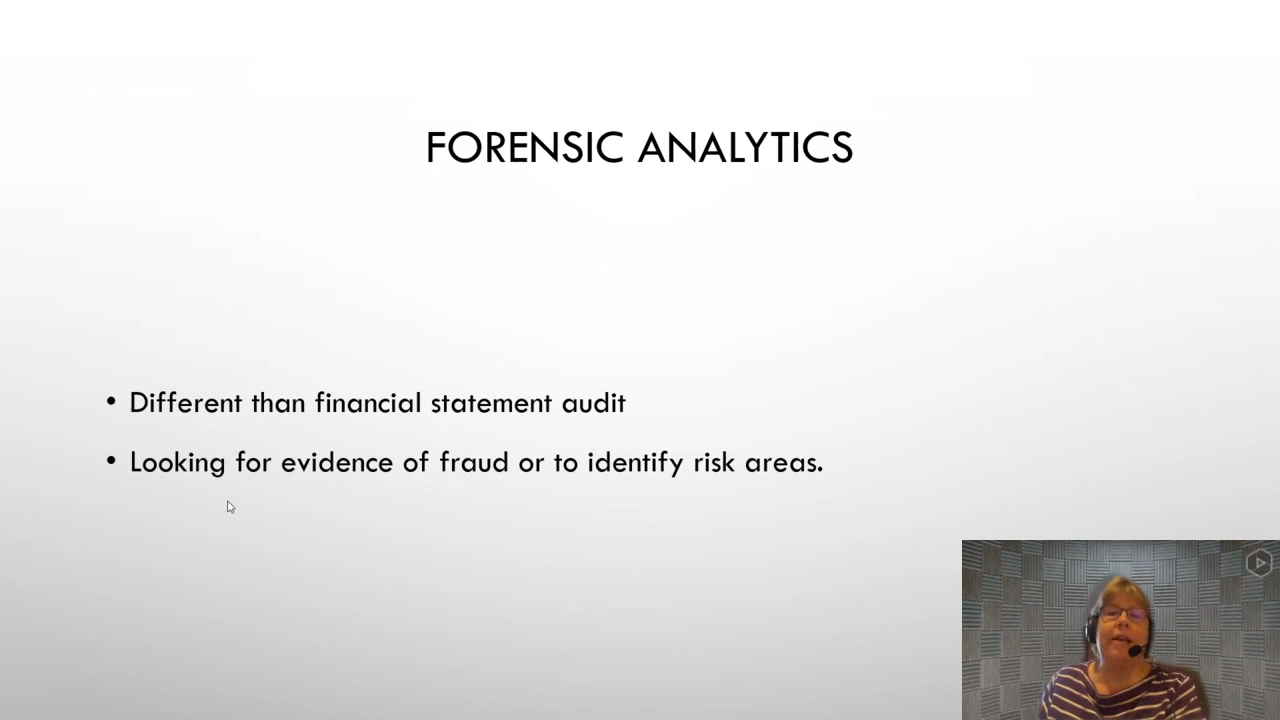 FORENSIC ANALYTICS
• Different than financial statement audit
• Looking for evidence of fraud or to identify risk areas.